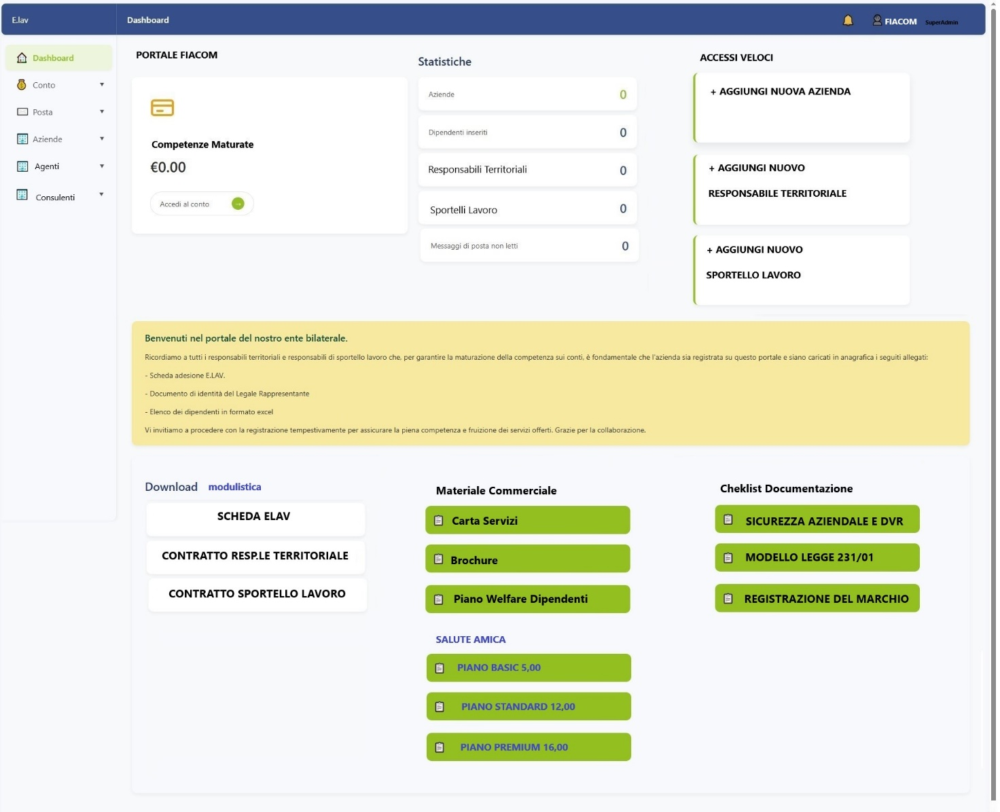 E.lav
Dashboard
FIACOM
SuperAdmin
Dashboard
Conto
Posta
Aziende
Agenti
Consulenti
PORTALE FIACOM
Competenze Maturate
€0.00
Accedi al conto
Statistiche
Aziende 0
Dipendenti inseriti 0
Responsabili Territoriali 0
Sportelli Lavoro 0
Messaggi di posta non letti 0
ACCESSI VELOCI
+ AGGIUNGI NUOVA AZIENDA
+ AGGIUNGI NUOVO
RESPONSABILE TERRITORIALE
+ AGGIUNGI NUOVO
SPORTELLO LAVORO
Benvenuti nel portale del nostro ente bilaterale.
Ricordiamo a tutti i responsabili territoriali e responsabili di sportello lavoro che, per garantire la maturazione della competenza sui conti, è fondamentale che l'azienda sia registrata su questo portale e siano caricati in anagrafica i seguiti allegati:
- Scheda adesione E.LAV.
- Documento di identità del Legale Rappresentante
- Elenco dei dipendenti in formato excel
Vi invitiamo a procedere con la registrazione tempestivamente per assicurare la piena competenza e fruizione dei servizi offerti. Grazie per la collaborazione.
Download modulistica
SCHEDA ELAV
CONTRATTO RESP.LE TERRITORIALE
CONTRATTO SPORTELLO LAVORO
Materiale Commerciale
Carta Servizi
Brochure
Piano Welfare Dipendenti
SALUTE AMICA
PIANO BASIC 5,00
PIANO STANDARD 12,00
PIANO PREMIUM 16,00
Cheklist Documentazione
SICUREZZA AZIENDALE E DVR
MODELLO LEGGE 231/01
REGISTRAZIONE DEL MARCHIO